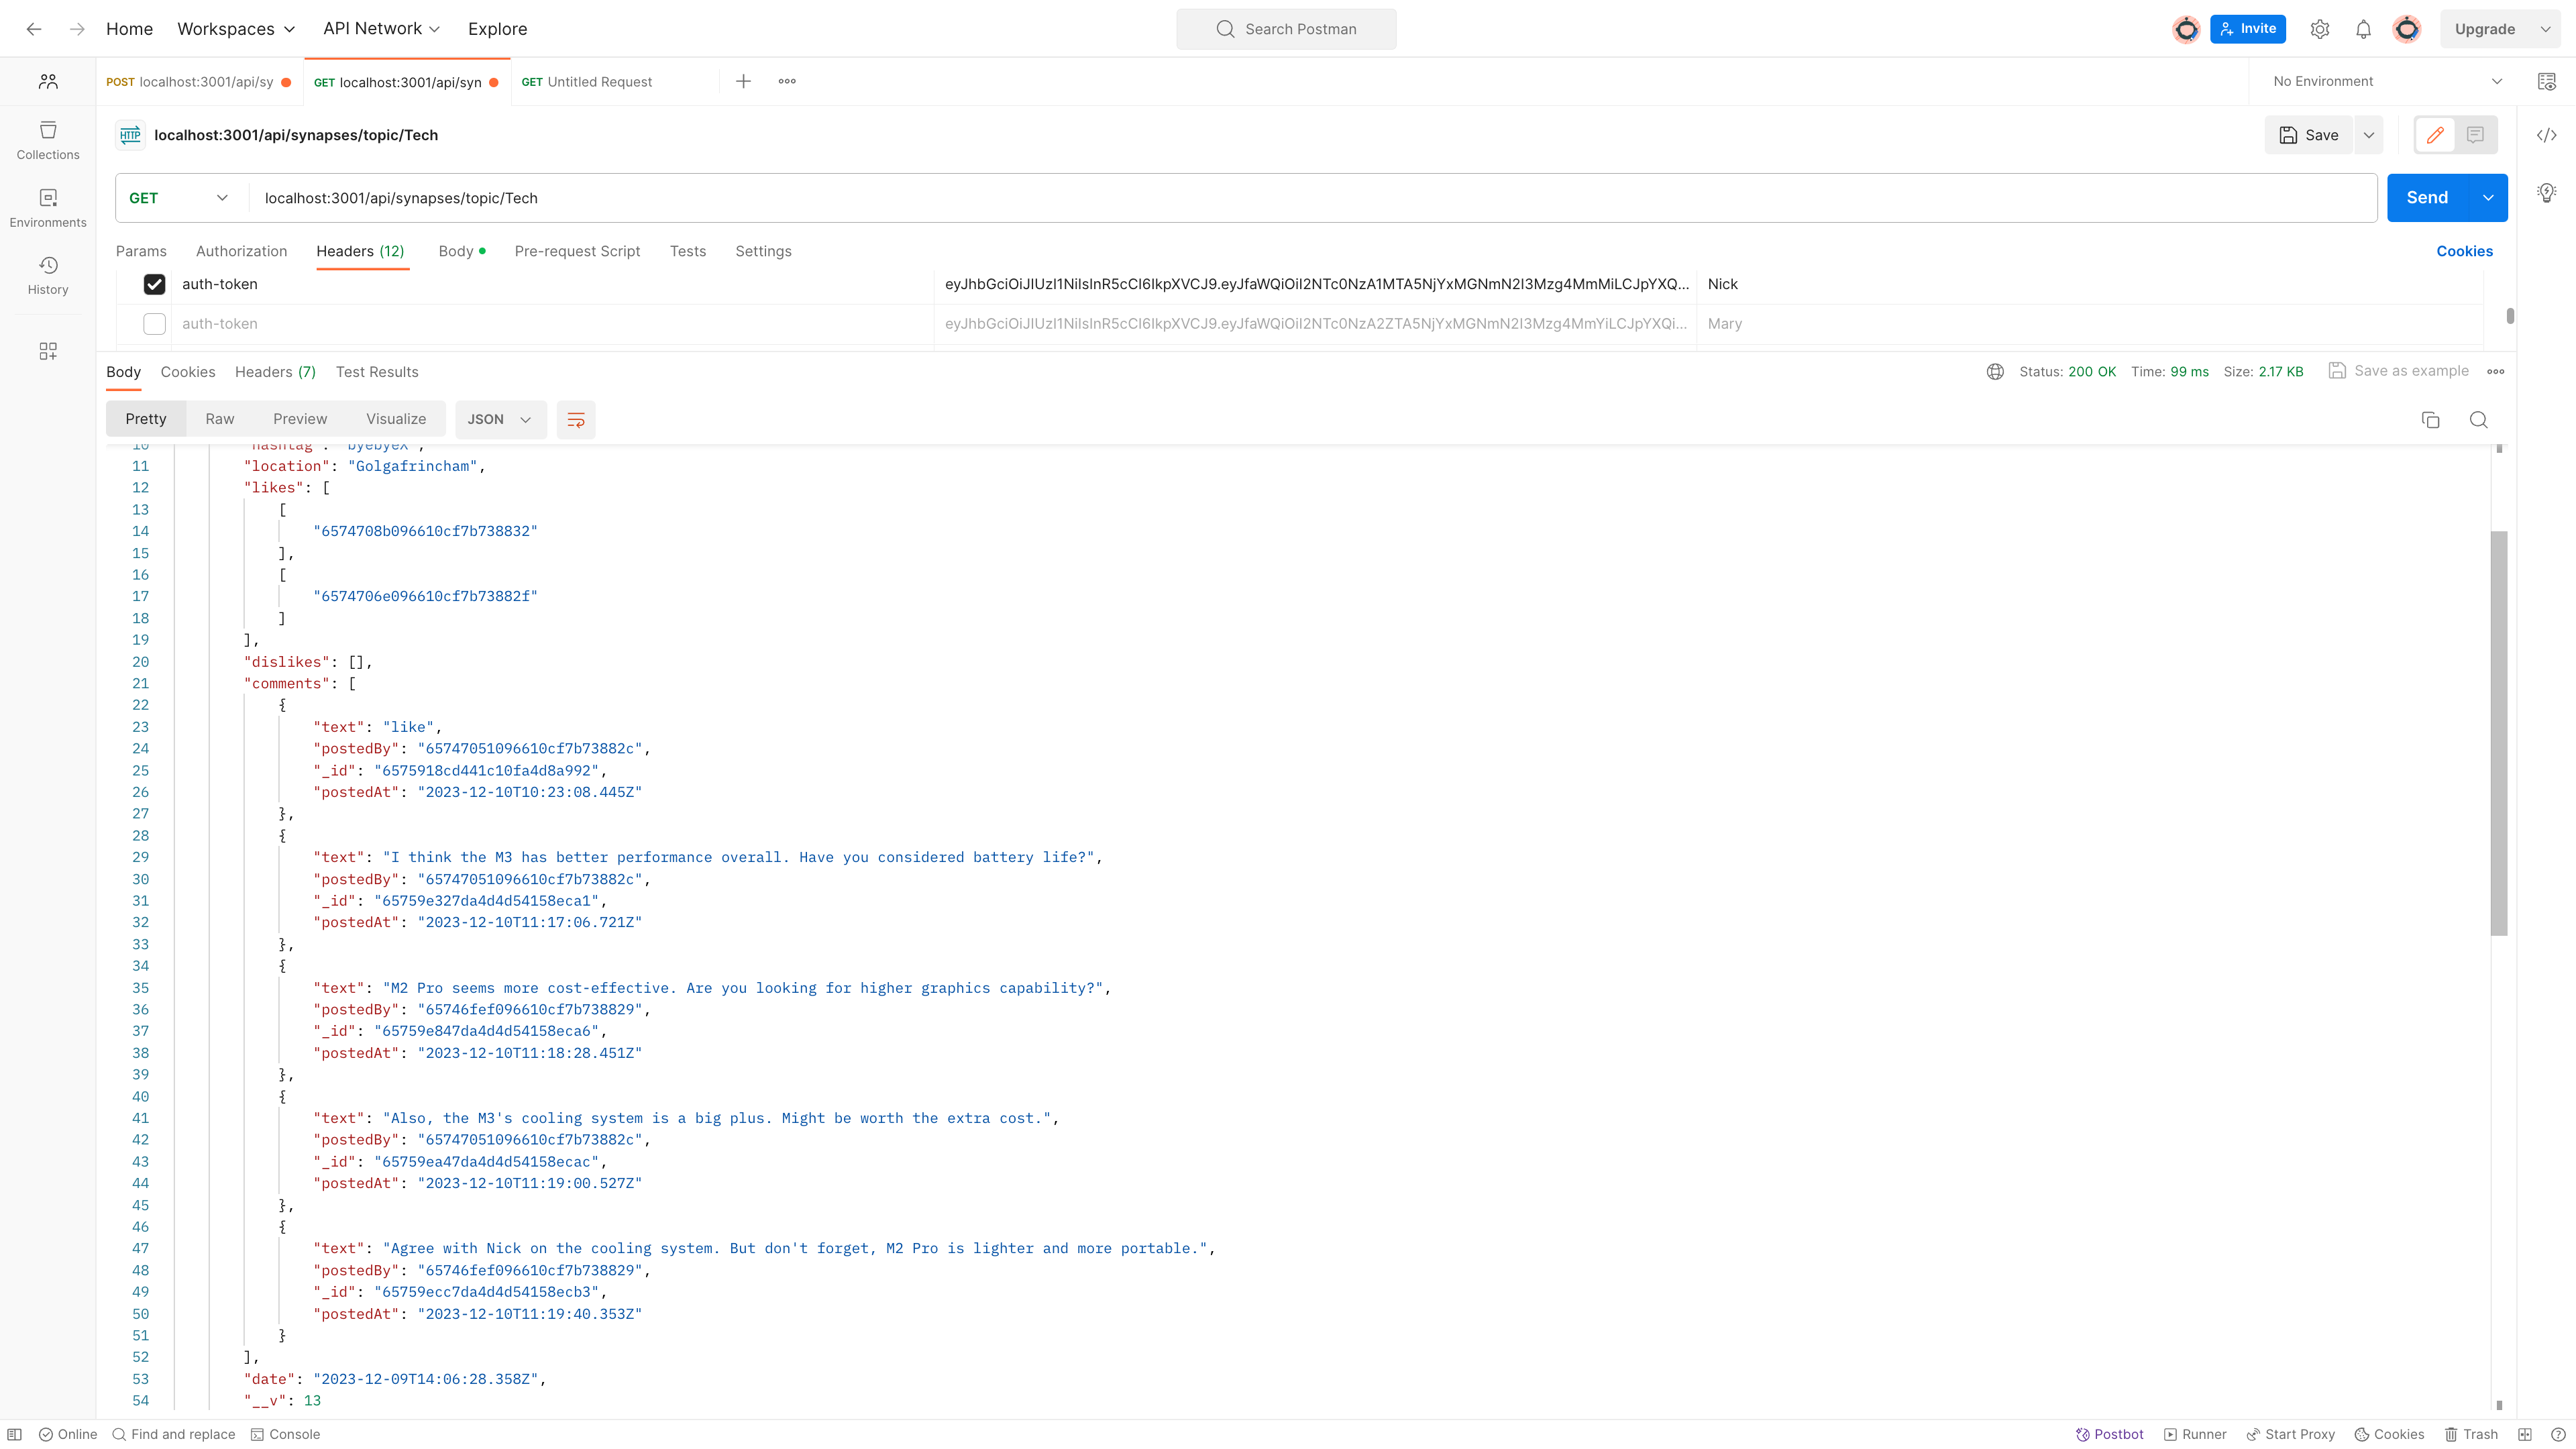 Home Workspaces API Network Explore Search Postman Invite Upgrade
POST localhost:3001/api/sy GET localhost:3001/api/syn GET Untitled Request No Environment
HTTP localhost:3001/api/synapses/topic/Tech Save
Collections
GET localhost:3001/api/synapses/topic/Tech Send
Environments
Params Authorization Headers (12) Body Pre-request Script Tests Settings Cookies
History
auth-token Nick
auth-token Mary
Body Cookies Headers (7) Test Results Status: 200 OK Time: 99 ms Size: 2.17 KB Save as example
Pretty Raw Preview Visualize JSON
10 "hashtag": "byebyeX",
11 "location": "Golgafrincham",
12 "likes": [
13 [
14 "6574708b096610cf7b738832"
15 ],
16 [
17 "6574706e096610cf7b73882f"
18 ]
19 ],
20 "dislikes": [],
21 "comments": [
22 {
23 "text": "like",
24 "postedBy": "65747051096610cf7b73882c",
25 "_id": "6575918cd441c10fa4d8a992",
26 "postedAt": "2023-12-10T10:23:08.445Z"
27 },
28 {
29 "text": "I think the M3 has better performance overall. Have you considered battery life?",
30 "postedBy": "65747051096610cf7b73882c",
31 "_id": "65759e327da4d4d54158eca1",
32 "postedAt": "2023-12-10T11:17:06.721Z"
33 },
34 {
35 "text": "M2 Pro seems more cost-effective. Are you looking for higher graphics capability?",
36 "postedBy": "65746fef096610cf7b738829",
37 "_id": "65759e847da4d4d54158eca6",
38 "postedAt": "2023-12-10T11:18:28.451Z"
39 },
40 {
41 "text": "Also, the M3's cooling system is a big plus. Might be worth the extra cost.",
42 "postedBy": "65747051096610cf7b73882c",
43 "_id": "65759ea47da4d4d54158ecac",
44 "postedAt": "2023-12-10T11:19:00.527Z"
45 },
46 {
47 "text": "Agree with Nick on the cooling system. But don't forget, M2 Pro is lighter and more portable.",
48 "postedBy": "65746fef096610cf7b738829",
49 "_id": "65759ecc7da4d4d54158ecb3",
50 "postedAt": "2023-12-10T11:19:40.353Z"
51 }
52 ],
53 "date": "2023-12-09T14:06:28.358Z",
54 "__v": 13
Online Find and replace Console Postbot Runner Start Proxy Cookies Trash